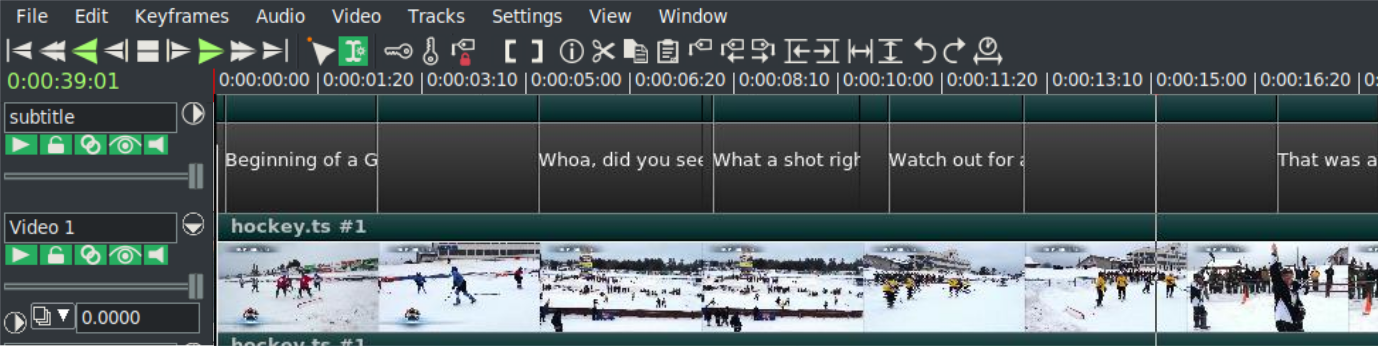 File Edit Keyframes Audio Video Tracks Settings View Window
0:00:39:01 0:00:00:00 0:00:01:20 0:00:03:10 0:00:05:00 0:00:06:20 0:00:08:10 0:00:10:00 0:00:11:20 0:00:13:10 0:00:15:00 0:00:16:20 0:
subtitle
Beginning of a G Whoa, did you see What a shot righ Watch out for a That was a
Video 1 hockey.ts #1
0.0000
hockey.ts #1